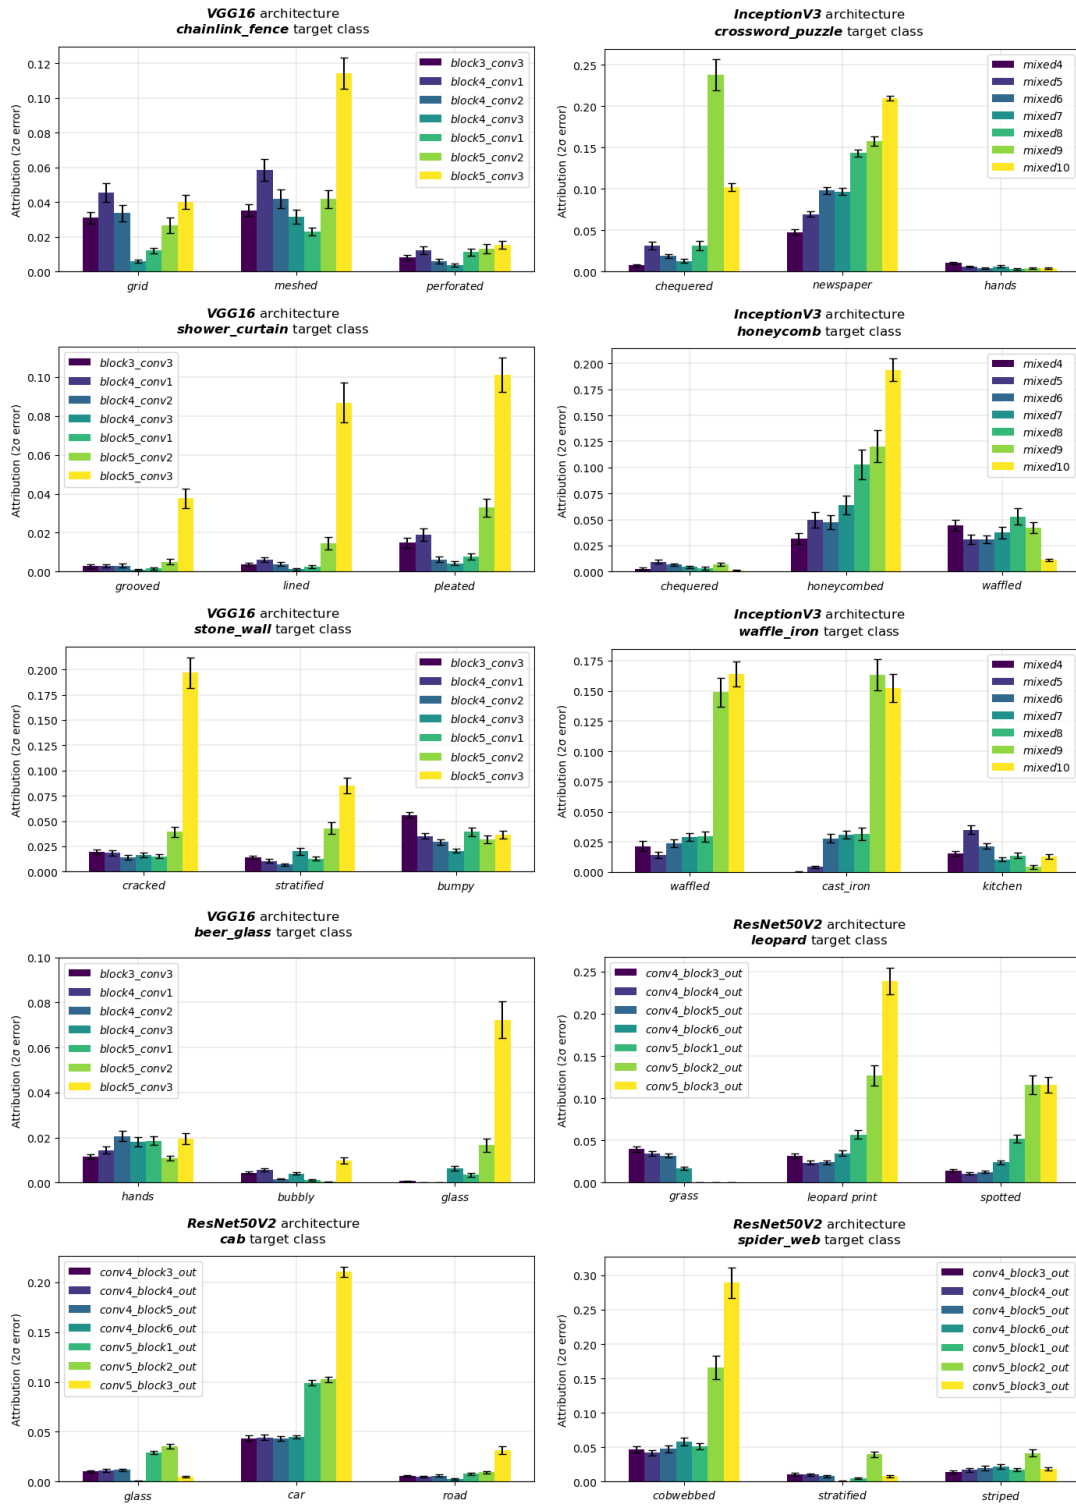 VGG16 architecture
chainlink_fence target class
Attribution (2σ error)
0.12
0.10
0.08
0.06
0.04
0.02
0.00
block3_conv3
block4_conv1
block4_conv2
block4_conv3
block5_conv1
block5_conv2
block5_conv3
grid meshed perforated
InceptionV3 architecture
crossword_puzzle target class
Attribution (2σ error)
0.25
0.20
0.15
0.10
0.05
0.00
mixed4
mixed5
mixed6
mixed7
mixed8
mixed9
mixed10
chequered newspaper hands
VGG16 architecture
shower_curtain target class
Attribution (2σ error)
0.10
0.08
0.06
0.04
0.02
0.00
block3_conv3
block4_conv1
block4_conv2
block4_conv3
block5_conv1
block5_conv2
block5_conv3
grooved lined pleated
InceptionV3 architecture
honeycomb target class
Attribution (2σ error)
0.200
0.175
0.150
0.125
0.100
0.075
0.050
0.025
0.000
mixed4
mixed5
mixed6
mixed7
mixed8
mixed9
mixed10
chequered honeycombed waffled
VGG16 architecture
stone_wall target class
Attribution (2σ error)
0.200
0.175
0.150
0.125
0.100
0.075
0.050
0.025
0.000
block3_conv3
block4_conv1
block4_conv2
block4_conv3
block5_conv1
block5_conv2
block5_conv3
cracked stratified bumpy
InceptionV3 architecture
waffle_iron target class
Attribution (2σ error)
0.175
0.150
0.125
0.100
0.075
0.050
0.025
0.000
mixed4
mixed5
mixed6
mixed7
mixed8
mixed9
mixed10
waffled cast_iron kitchen
VGG16 architecture
beer_glass target class
Attribution (2σ error)
0.10
0.08
0.06
0.04
0.02
0.00
block3_conv3
block4_conv1
block4_conv2
block4_conv3
block5_conv1
block5_conv2
block5_conv3
hands bubbly glass
ResNet50V2 architecture
leopard target class
Attribution (2σ error)
0.25
0.20
0.15
0.10
0.05
0.00
conv4_block3_out
conv4_block4_out
conv4_block5_out
conv4_block6_out
conv5_block1_out
conv5_block2_out
conv5_block3_out
grass leopard print spotted
ResNet50V2 architecture
cab target class
Attribution (2σ error)
0.20
0.15
0.10
0.05
0.00
conv4_block3_out
conv4_block4_out
conv4_block5_out
conv4_block6_out
conv5_block1_out
conv5_block2_out
conv5_block3_out
glass car road
ResNet50V2 architecture
spider_web target class
Attribution (2σ error)
0.30
0.25
0.20
0.15
0.10
0.05
0.00
conv4_block3_out
conv4_block4_out
conv4_block5_out
conv4_block6_out
conv5_block1_out
conv5_block2_out
conv5_block3_out
cobwebbed stratified striped